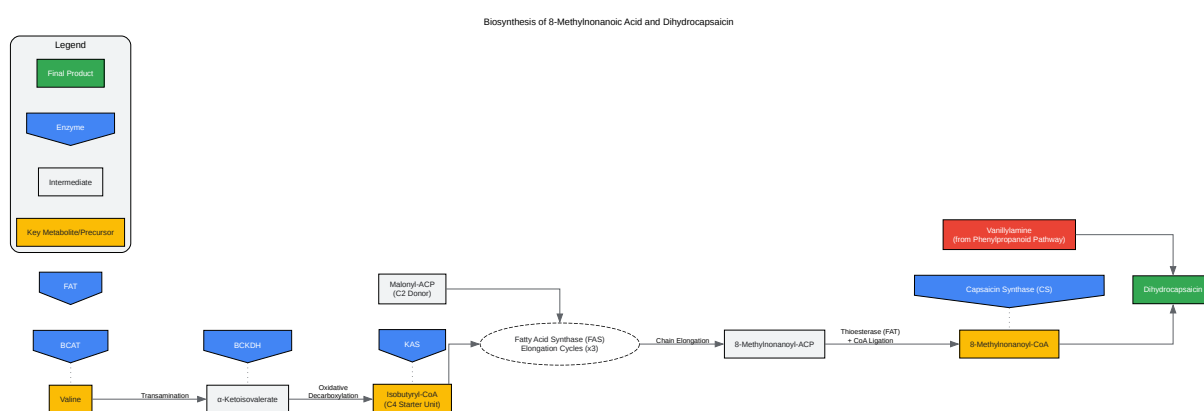 Biosynthesis of 8-Methylnonanoic Acid and Dihydrocapsaicin
Legend
Final Product
Enzyme
Intermediate
Key Metabolite/Precursor
Vanillylamine
(from Phenylpropanoid Pathway)
FAT
Malonyl-ACP
(C2 Donor)
Capsaicin Synthase (CS)
Dihydrocapsaicin
BCAT
BCKDH
KAS
Fatty Acid Synthase (FAS)
Elongation Cycles (x3)
Chain Elongation
8-Methylnonanoyl-ACP
Thioesterase (FAT)
+ CoA Ligation
8-Methylnonanoyl-CoA
Valine
Transamination
α-Ketoisovalerate
Oxidative
Decarboxylation
Isobutyryl-CoA
(C4 Starter Unit)